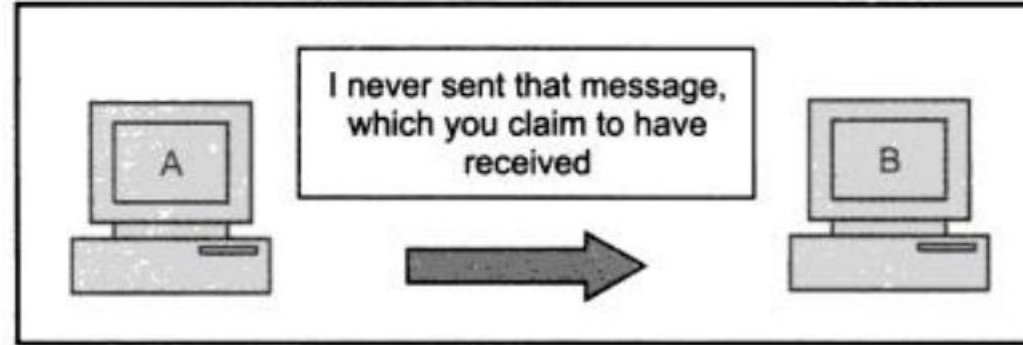 I never sent that message,
which you claim to have
received
A
B